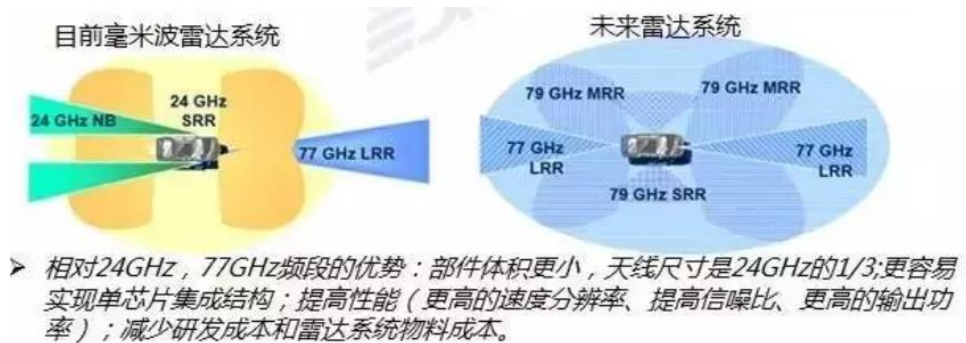 目前毫米波雷达系统
未来雷达系统
24 GHz NB
24 GHz
SRR
77 GHz LRR
79 GHz MRR
79 GHz MRR
77 GHz
LRR
77 GHz
LRR
79 GHz SRR
➢ 相对24GHz，77GHz频段的优势：部件体积更小，天线尺寸是24GHz的1/3;更容易
实现单芯片集成结构；提高性能（更高的速度分辨率、提高信噪比、更高的输出功
率）；减少研发成本和雷达系统物料成本。